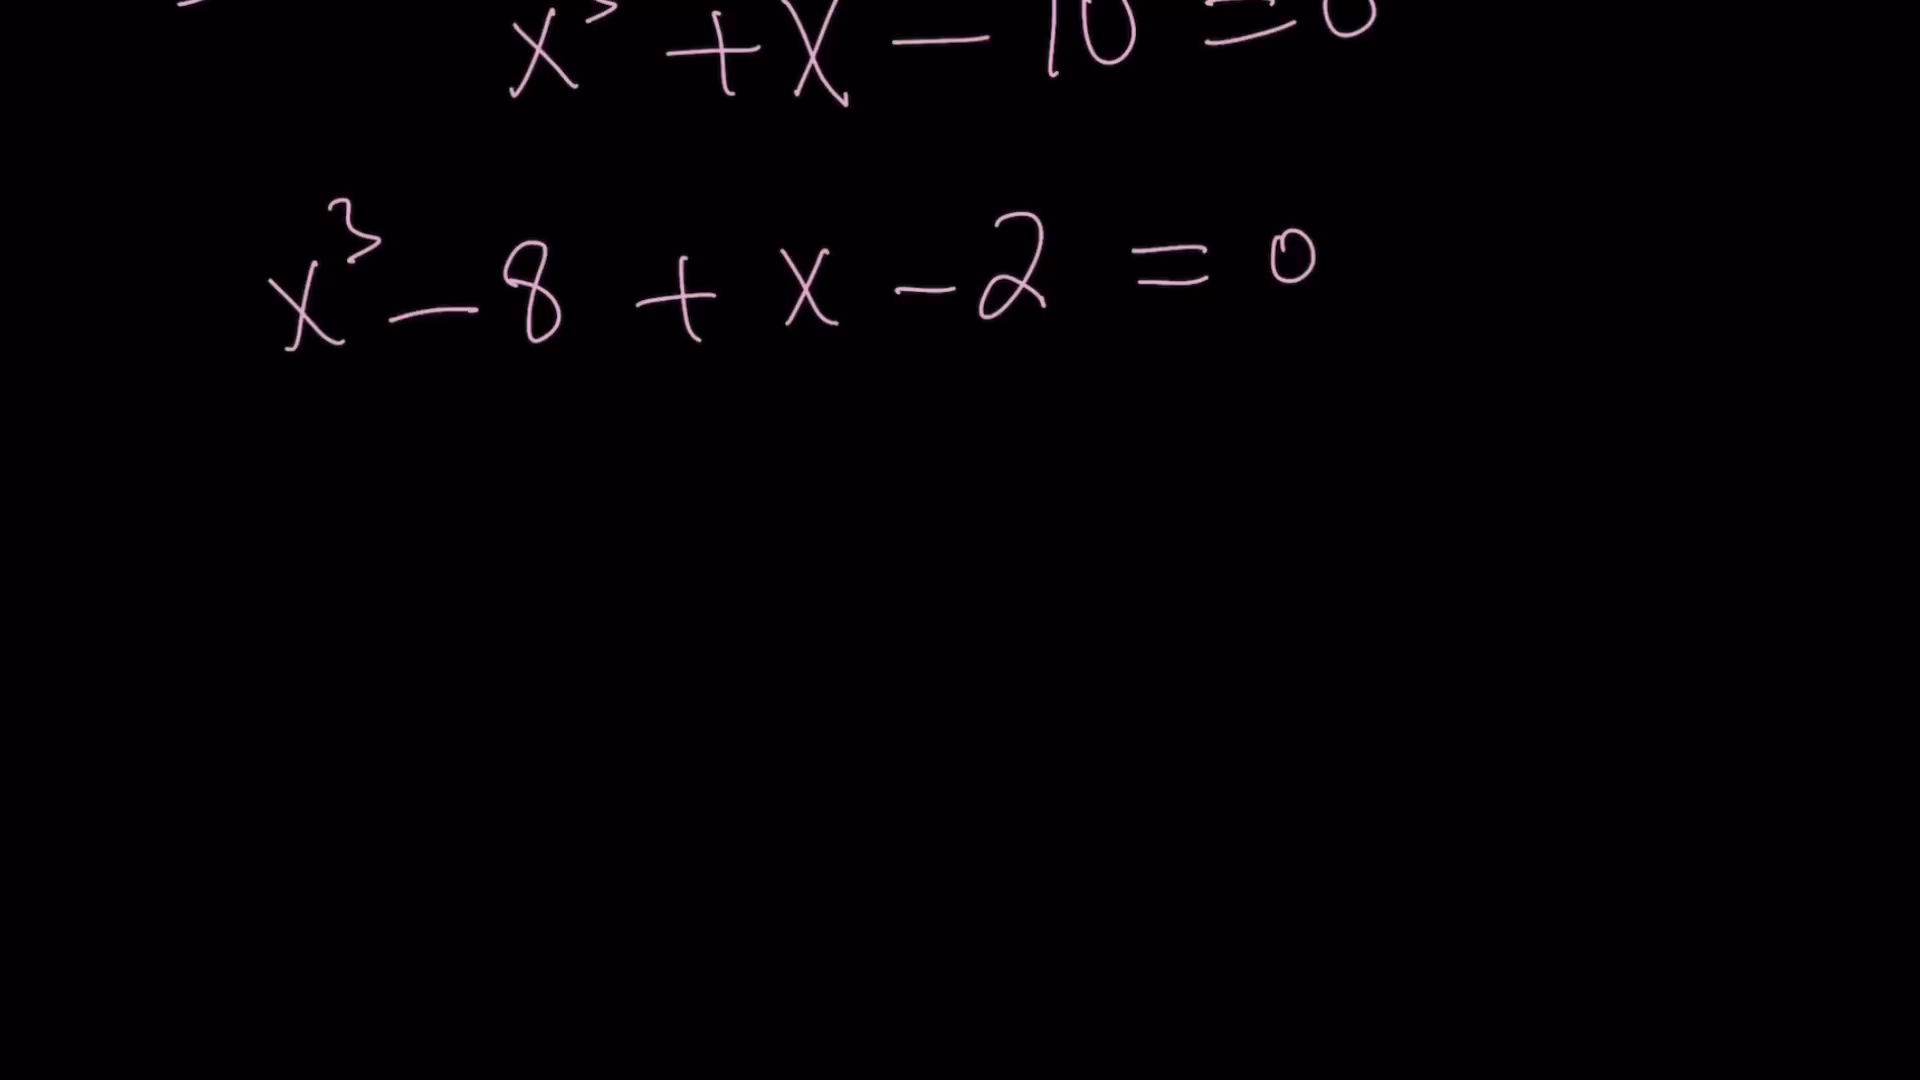 x³ + x - 10 = 0
x³ - 8 + x - 2 = 0